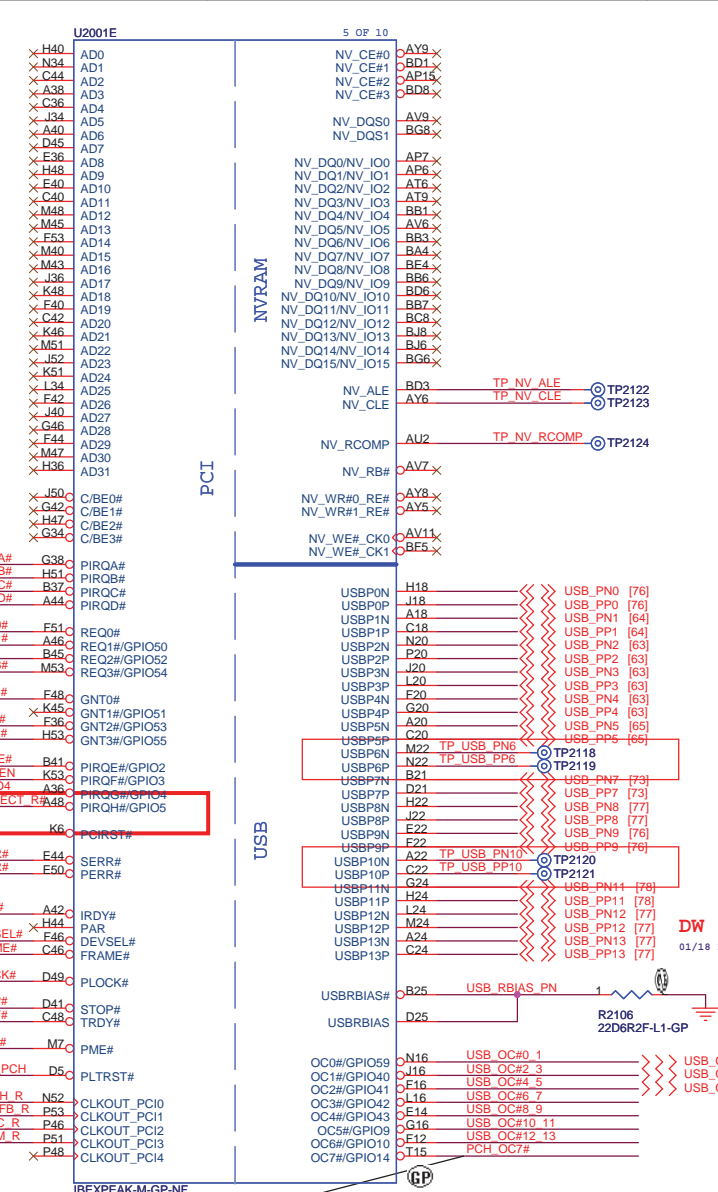 U2001E 5 OF 10
H40 AD0 NV_CE#0 AY9
N34 AD1 NV_CE#1 BD1
C44 AD2 NV_CE#2 AP15
A38 AD3 NV_CE#3 BD8
C36 AD4
J34 AD5 NV_DQS0 AV9
A40 AD6 NV_DQS1 BG8
D45 AD7
E36 AD8 NV_DQ0/NV_IO0 AP7
H48 AD9 NV_DQ1/NV_IO1 AP6
E40 AD10 NV_DQ2/NV_IO2 AT6
C40 AD11 NV_DQ3/NV_IO3 AT9
M48 AD12 NV_DQ4/NV_IO4 BB1
M45 AD13 NV_DQ5/NV_IO5 AV6
F53 AD14 NV_DQ6/NV_IO6 BB3
M40 AD15 NV_DQ7/NV_IO7 BA4
M43 AD16 NV_DQ8/NV_IO8 BE4
J36 AD17 NV_DQ9/NV_IO9 BB6
K48 AD18 NV_DQ10/NV_IO10 BD6
F40 AD19 NV_DQ11/NV_IO11 BB7
C42 AD20 NV_DQ12/NV_IO12 BC8
K46 AD21 NV_DQ13/NV_IO13 BJ8
M51 AD22 NV_DQ14/NV_IO14 BJ6
J52 AD23 NV_DQ15/NV_IO15 BG6
K51 AD24
L34 AD25 NV_ALE BD3 TP_NV_ALE TP2122
F42 AD26 NV_CLE AY6 TP_NV_CLE TP2123
J40 AD27
G46 AD28
F44 AD29 NV_RCOMP AU2 TP_NV_RCOMP TP2124
M47 AD30
H36 AD31 NV_RB# AV7
NVRAM
PCI
J50 C/BE0# NV_WR#0_RE# AY8
G42 C/BE1# NV_WR#1_RE# AY5
H47 C/BE2#
G34 C/BE3# NV_WE#_CK0 AV11
NV_WE#_CK1 BF5
A# G38 PIRQA#
B# H51 PIRQB#
C# B37 PIRQC# USBP0N H18 USB_PN0 [76]
D# A44 PIRQD# USBP0P J18 USB_PP0 [76]
USBP1N A18 USB_PN1 [64]
F51 REQ0# USBP1P C18 USB_PP1 [64]
A46 REQ1#/GPIO50 USBP2N N20 USB_PN2 [63]
B45 REQ2#/GPIO52 USBP2P P20 USB_PP2 [63]
M53 REQ3#/GPIO54 USBP3N J20 USB_PN3 [63]
USBP3P L20 USB_PP3 [63]
F48 GNT0# USBP4N F20 USB_PN4 [63]
K45 GNT1#/GPIO51 USBP4P G20 USB_PP4 [63]
F36 GNT2#/GPIO53 USBP5N A20 USB_PN5 [65]
H53 GNT3#/GPIO55 USBP5P C20 USB_PP5 [65]
USBP6N M22 TP_USB_PN6 TP2118
B41 PIRQE#/GPIO2 USBP6P N22 TP_USB_PP6 TP2119
EN K53 PIRQF#/GPIO3 USBP7N B21 USB_PN7 [73]
A36 PIRQG#/GPIO4 USBP7P D21 USB_PP7 [73]
ECT_R# A48 PIRQH#/GPIO5 USBP8N H22 USB_PN8 [77]
USBP8P J22 USB_PP8 [77]
K6 PCIRST# USBP9N E22 USB_PN9 [76]
USB
USBP9P F22 USB_PP9 [76]
E44 SERR# USBP10N A22 TP_USB_PN10 TP2120
E50 PERR# USBP10P C22 TP_USB_PP10 TP2121
USBP11N G24 USB_PN11 [78]
USBP11P H24 USB_PP11 [78]
A42 IRDY# USBP12N L24 USB_PN12 [77]
H44 PAR USBP12P M24 USB_PP12 [77]
DW
SEL# F46 DEVSEL# USBP13N A24 USB_PN13 [77]
ME# C46 FRAME# USBP13P C24 USB_PP13 [77]
01/18
CK# D49 PLOCK#
USBRBIAS# B25 USB_RBIAS_PN 1
D41 STOP#
C48 TRDY# USBRBIAS D25
R2106
22D6R2F-L1-GP
M7 PME#
OC0#/GPIO59 N16 USB_OC#0_1
_PCH D5 PLTRST# OC1#/GPIO40 J16 USB_OC#2_3
OC2#/GPIO41 F16 USB_OC#4_5
H_R N52 CLKOUT_PCI0 OC3#/GPIO42 L16 USB_OC#6_7
FB_R P53 CLKOUT_PCI1 OC4#/GPIO43 E14 USB_OC#8_9
C_R P46 CLKOUT_PCI2 OC5#/GPIO9 G16 USB_OC#10_11
M_R P51 CLKOUT_PCI3 OC6#/GPIO10 F12 USB_OC#12_13
P48 CLKOUT_PCI4 OC7#/GPIO14 T15 PCH_OC7#
GP
IBEXPEAK-M-GP-NF